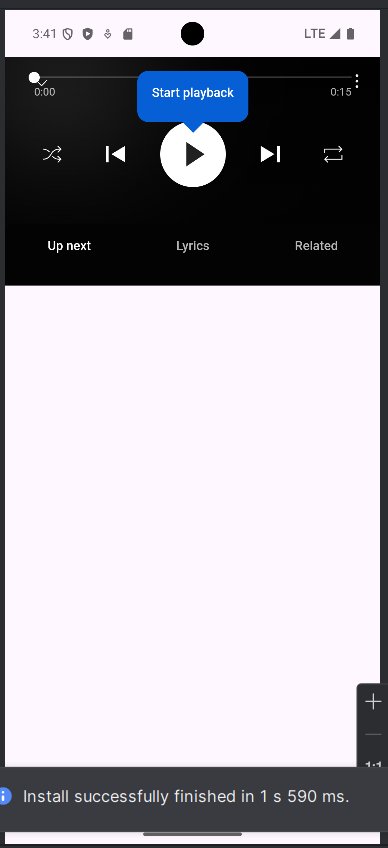 3:41
LTE
Start playback
0:00
0:15
Up next
Lyrics
Related
Install successfully finished in 1 s 590 ms.